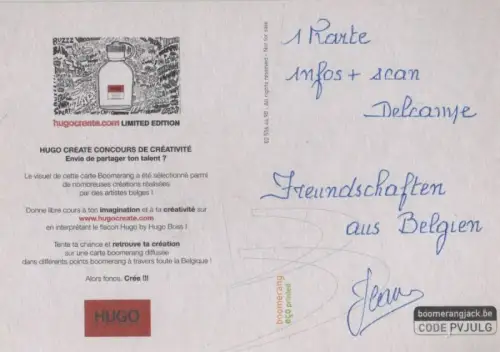 hugocreate.com LIMITED EDITION
HUGO CREATE CONCOURS DE CRÉATIVITÉ
Envie de partager ton talent ?
Le visuel de cette carte Boomerang a été sélectionné parmi
de nombreuses créations réalisées
par des artistes belges !
Donne libre cours à ton imagination et à ta créativité sur
www.hugocreate.com
en interprétant le flacon Hugo by Hugo Boss !
Tente ta chance et retrouve ta création
sur une carte boomerang diffusée
dans différents points boomerang à travers toute la Belgique !
Alors fonce. Crée !!!
HUGO
boomerang
eco printed
1 Karte
infos + scan
Delcampe
Freundschaften
aus Belgien
Jean
boomerangjack.be
CODE PVJULG